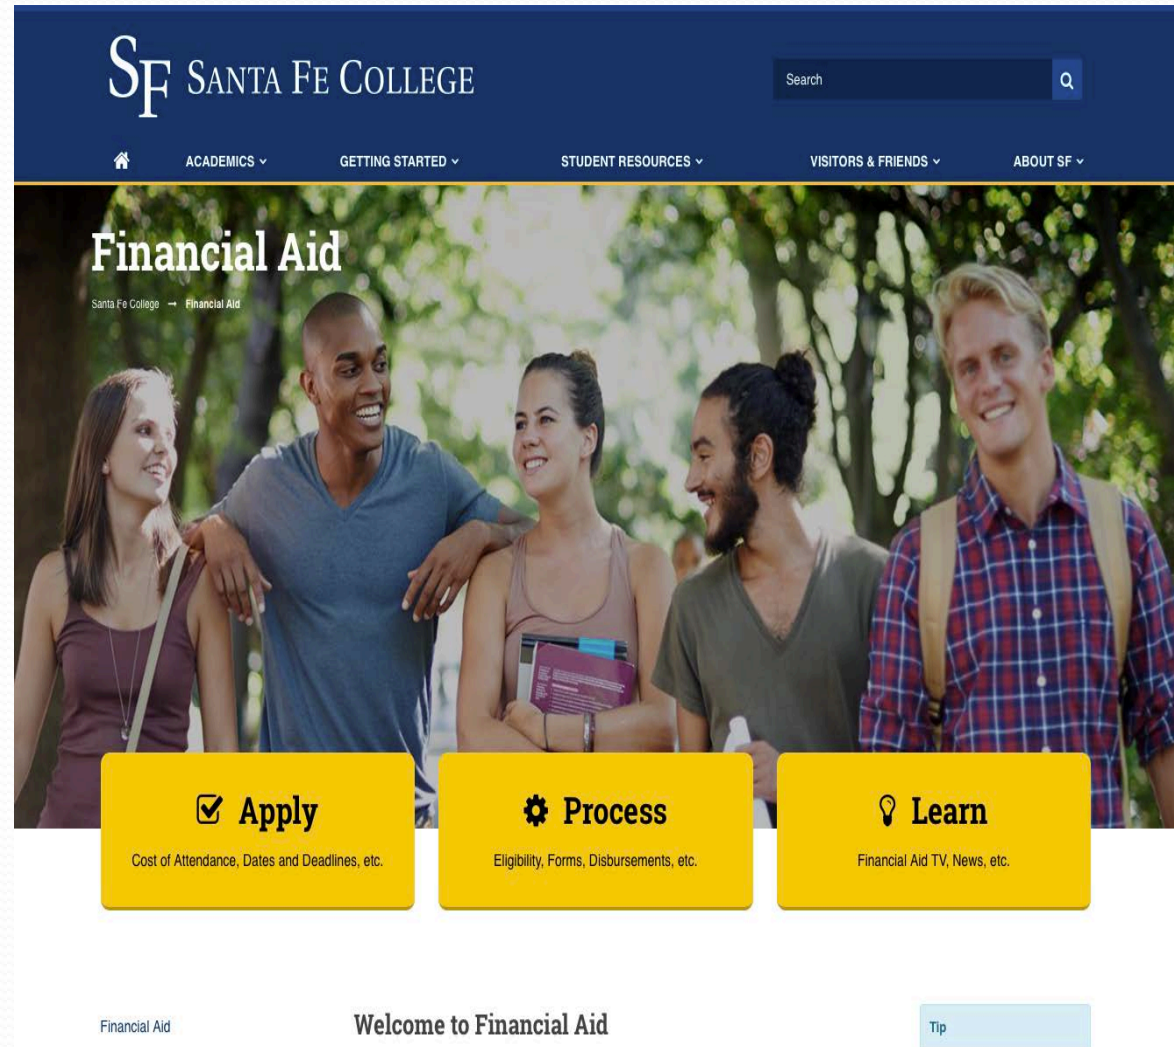 SF SANTA FE COLLEGE
Search
ACADEMICS
GETTING STARTED
STUDENT RESOURCES
VISITORS & FRIENDS
ABOUT SF
Financial Aid
Santa Fe College → Financial Aid
Apply
Cost of Attendance, Dates and Deadlines, etc.
Process
Eligibility, Forms, Disbursements, etc.
Learn
Financial Aid TV, News, etc.
Financial Aid
Welcome to Financial Aid
Tip